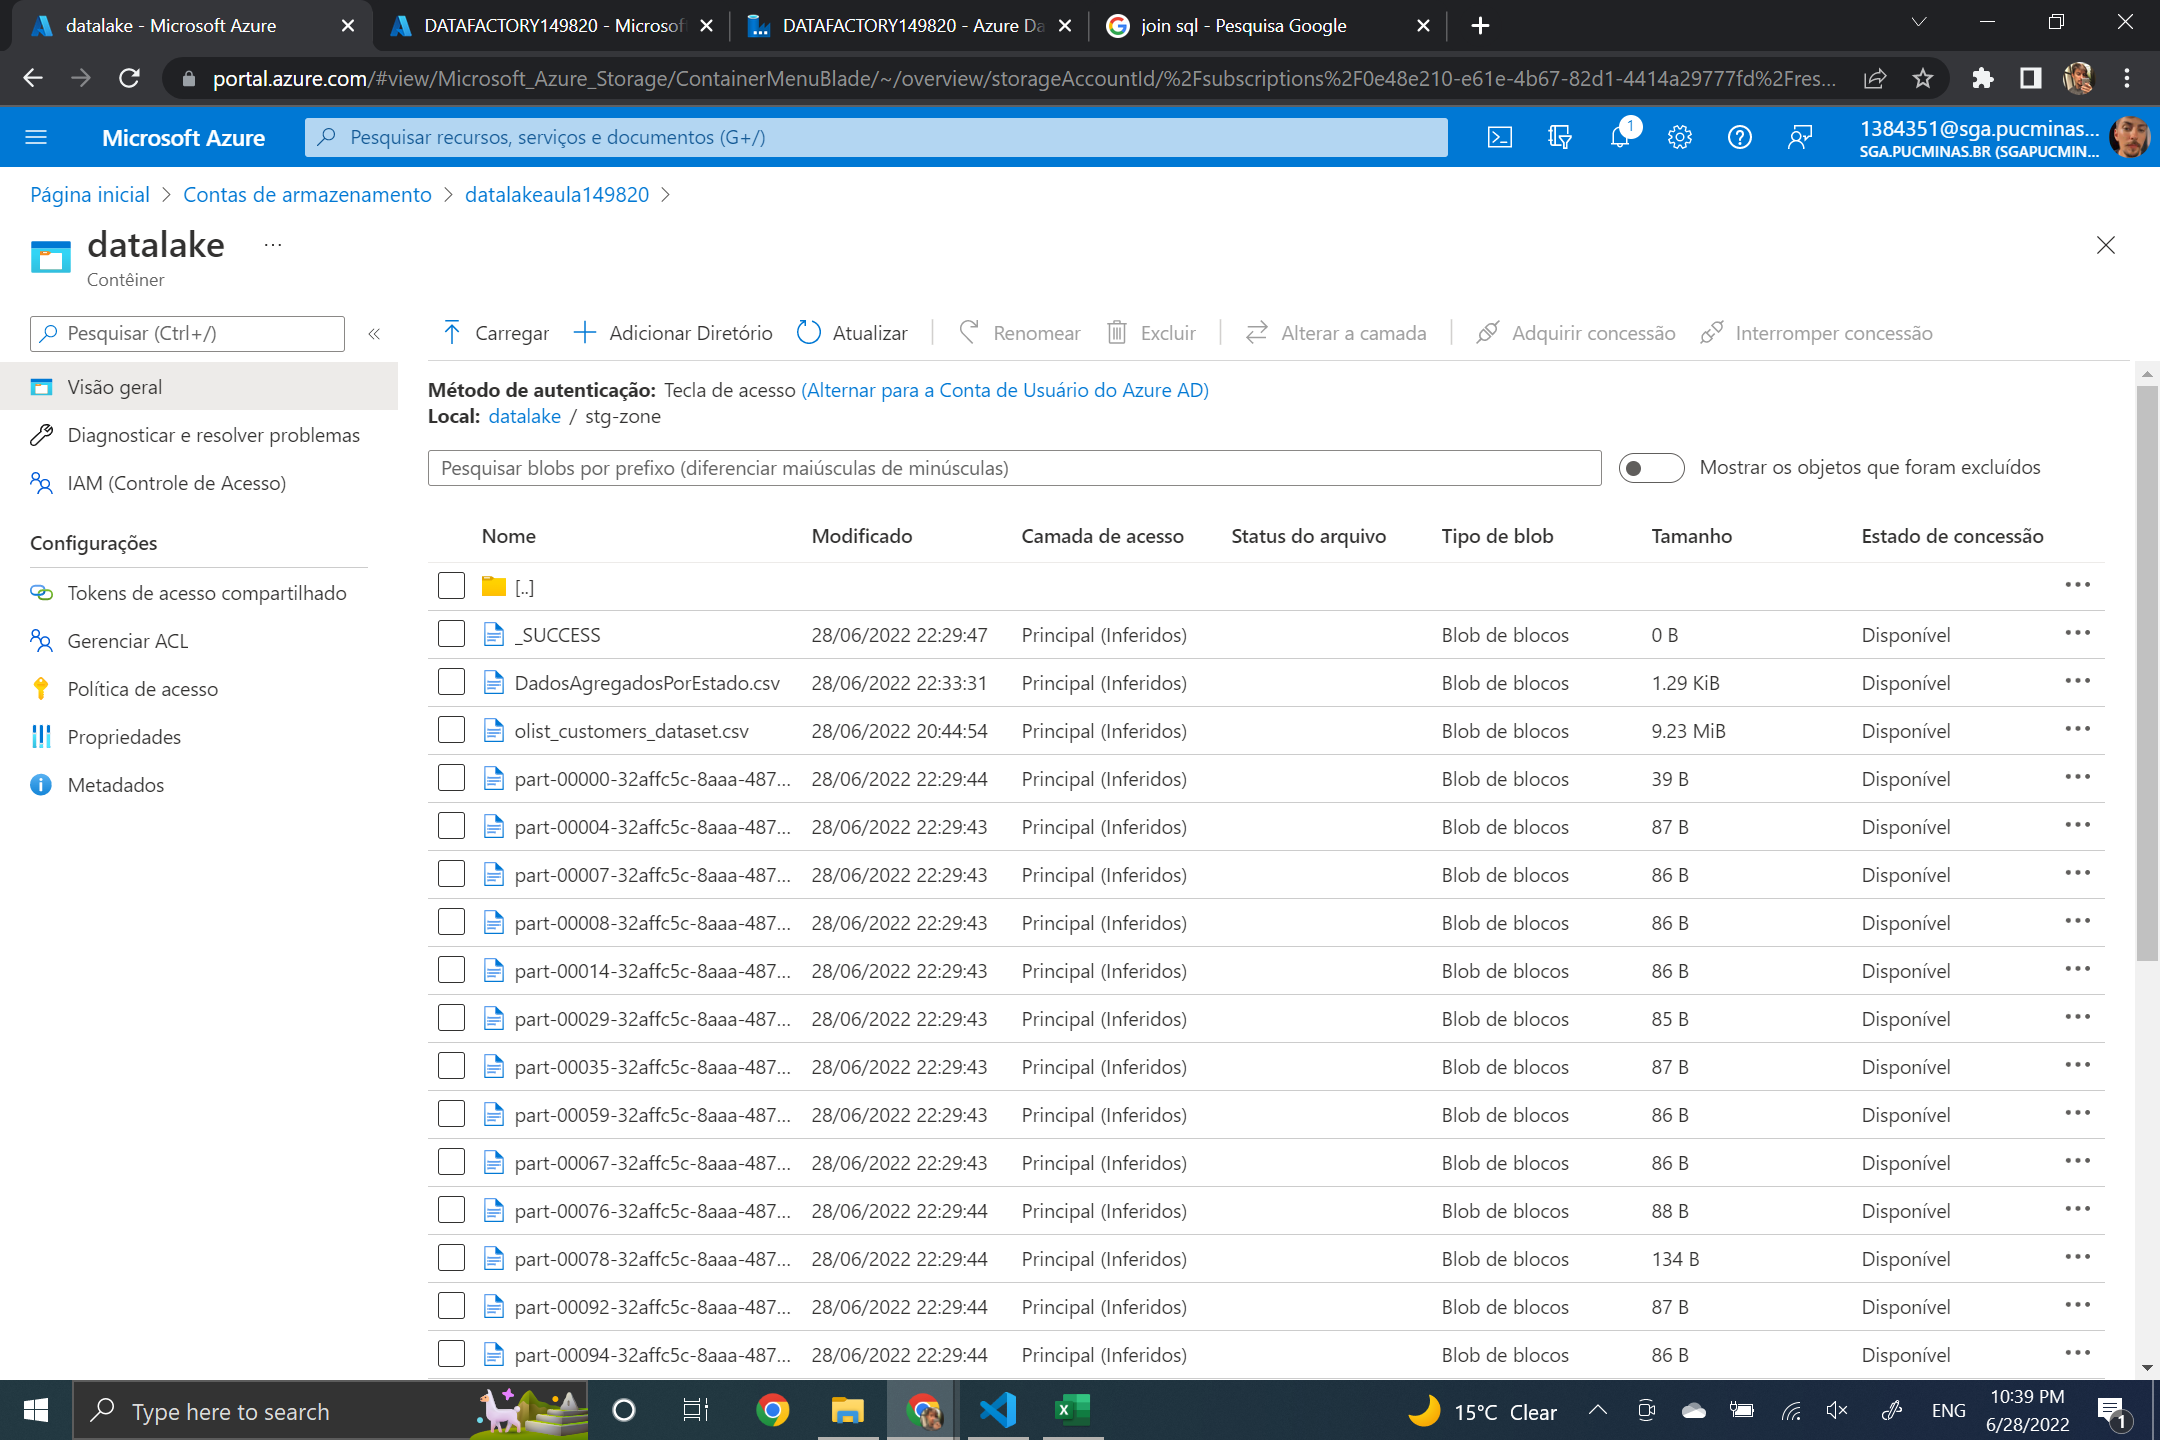 datalake - Microsoft Azure
DATAFACTORY149820 - Microsof
DATAFACTORY149820 - Azure Da
join sql - Pesquisa Google
portal.azure.com/#view/Microsoft_Azure_Storage/ContainerMenuBlade/~/overview/storageAccountId/%2Fsubscriptions%2F0e48e210-e61e-4b67-82d1-4414a29777fd%2Fres...
Microsoft Azure
Pesquisar recursos, serviços e documentos (G+/)
1
1384351@sga.pucminas...
SGA.PUCMINAS.BR (SGAPUCMIN...
Página inicial > Contas de armazenamento > datalakeaula149820 >
datalake ...
Contêiner
Pesquisar (Ctrl+/)
«
Visão geral
Diagnosticar e resolver problemas
IAM (Controle de Acesso)
Configurações
Tokens de acesso compartilhado
Gerenciar ACL
Política de acesso
Propriedades
Metadados
Carregar Adicionar Diretório Atualizar Renomear Excluir Alterar a camada Adquirir concessão Interromper concessão
Método de autenticação: Tecla de acesso (Alternar para a Conta de Usuário do Azure AD)
Local: datalake / stg-zone
Pesquisar blobs por prefixo (diferenciar maiúsculas de minúsculas)
Mostrar os objetos que foram excluídos
Nome Modificado Camada de acesso Status do arquivo Tipo de blob Tamanho Estado de concessão
[..]
_SUCCESS 28/06/2022 22:29:47 Principal (Inferidos) Blob de blocos 0 B Disponível
DadosAgregadosPorEstado.csv 28/06/2022 22:33:31 Principal (Inferidos) Blob de blocos 1.29 KiB Disponível
olist_customers_dataset.csv 28/06/2022 20:44:54 Principal (Inferidos) Blob de blocos 9.23 MiB Disponível
part-00000-32affc5c-8aaa-487... 28/06/2022 22:29:44 Principal (Inferidos) Blob de blocos 39 B Disponível
part-00004-32affc5c-8aaa-487... 28/06/2022 22:29:43 Principal (Inferidos) Blob de blocos 87 B Disponível
part-00007-32affc5c-8aaa-487... 28/06/2022 22:29:43 Principal (Inferidos) Blob de blocos 86 B Disponível
part-00008-32affc5c-8aaa-487... 28/06/2022 22:29:43 Principal (Inferidos) Blob de blocos 86 B Disponível
part-00014-32affc5c-8aaa-487... 28/06/2022 22:29:43 Principal (Inferidos) Blob de blocos 86 B Disponível
part-00029-32affc5c-8aaa-487... 28/06/2022 22:29:43 Principal (Inferidos) Blob de blocos 85 B Disponível
part-00035-32affc5c-8aaa-487... 28/06/2022 22:29:43 Principal (Inferidos) Blob de blocos 87 B Disponível
part-00059-32affc5c-8aaa-487... 28/06/2022 22:29:43 Principal (Inferidos) Blob de blocos 86 B Disponível
part-00067-32affc5c-8aaa-487... 28/06/2022 22:29:43 Principal (Inferidos) Blob de blocos 86 B Disponível
part-00076-32affc5c-8aaa-487... 28/06/2022 22:29:44 Principal (Inferidos) Blob de blocos 88 B Disponível
part-00078-32affc5c-8aaa-487... 28/06/2022 22:29:44 Principal (Inferidos) Blob de blocos 134 B Disponível
part-00092-32affc5c-8aaa-487... 28/06/2022 22:29:44 Principal (Inferidos) Blob de blocos 87 B Disponível
part-00094-32affc5c-8aaa-487... 28/06/2022 22:29:44 Principal (Inferidos) Blob de blocos 86 B Disponível
Type here to search
15°C Clear
ENG
10:39 PM
6/28/2022
1